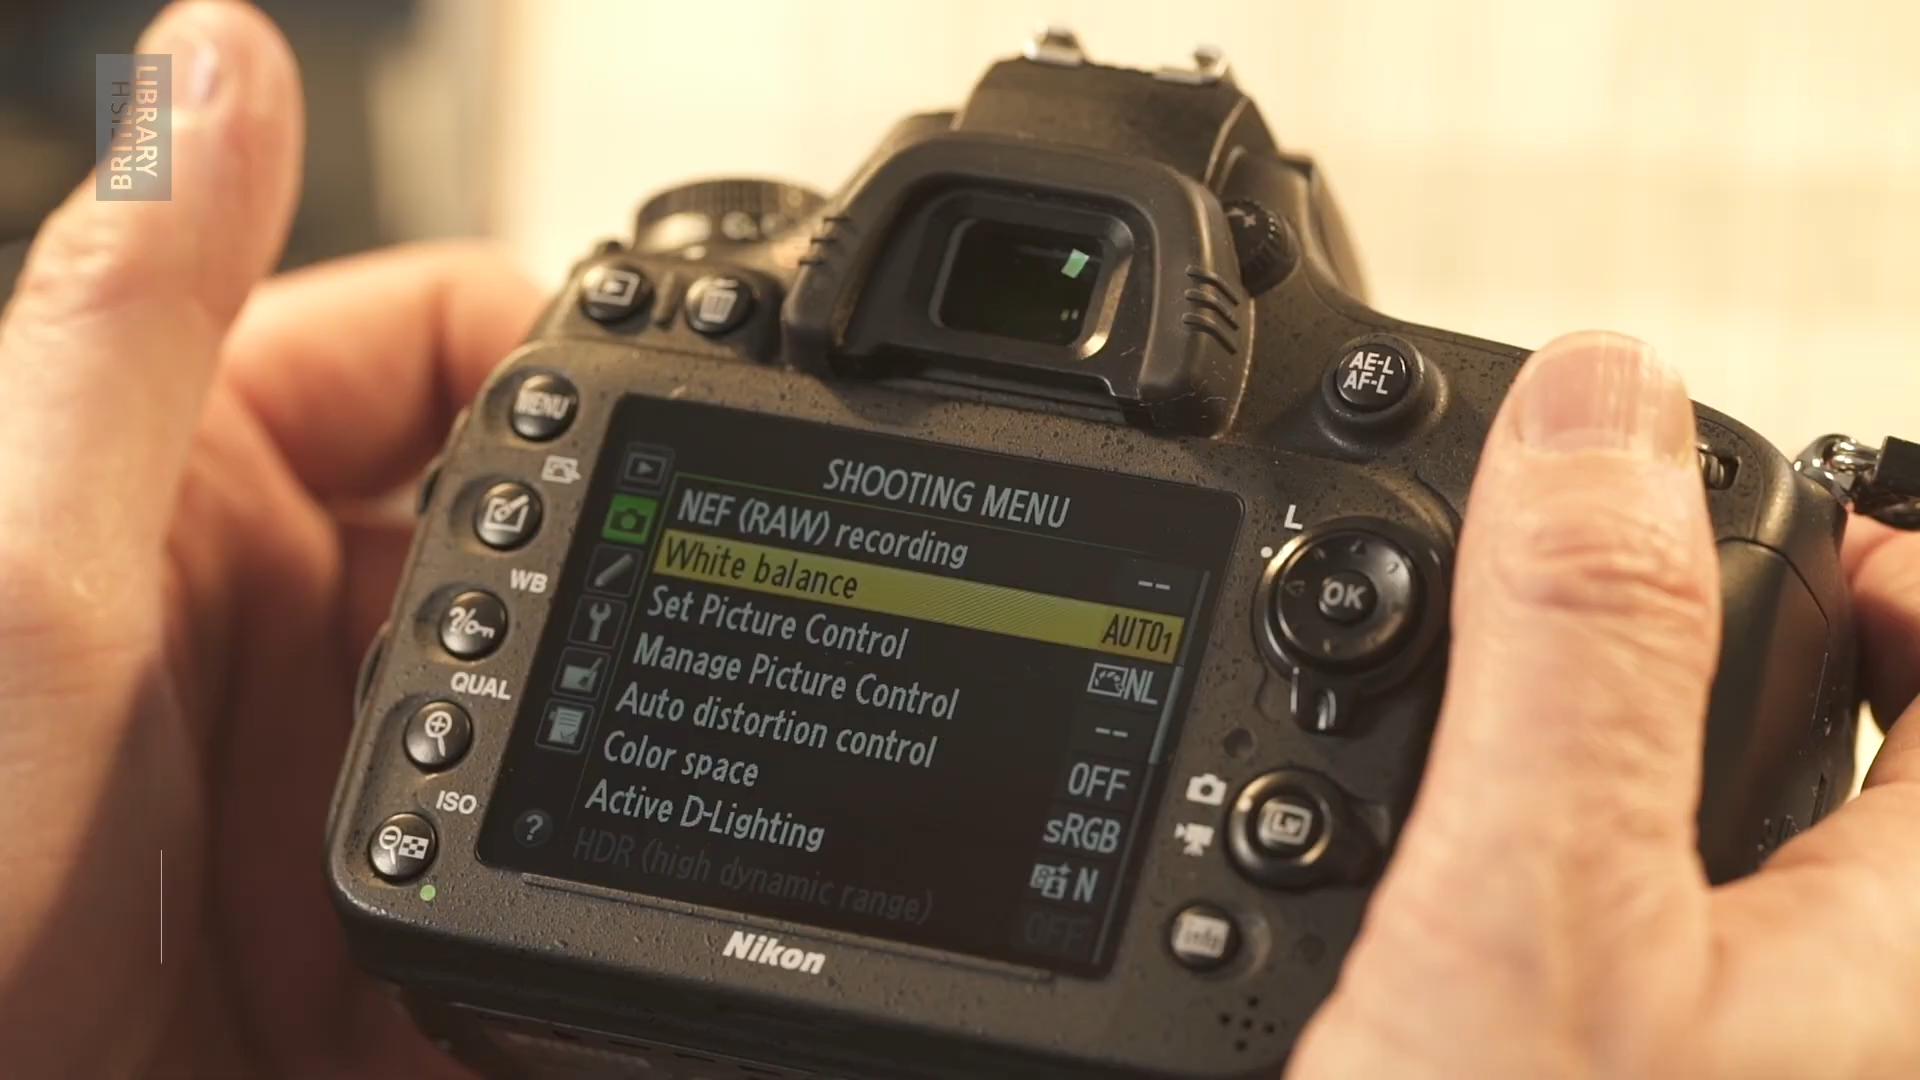 BRITISH
LIBRARY
AE-L
AF-L
MENU
SHOOTING MENU
NEF (RAW) recording --
White balance AUTO1
Set Picture Control NL
Manage Picture Control --
Auto distortion control OFF
Color space sRGB
Active D-Lighting N
HDR (high dynamic range) OFF
?
L
OK
WB
?
QUAL
ISO
Lv
info
Nikon